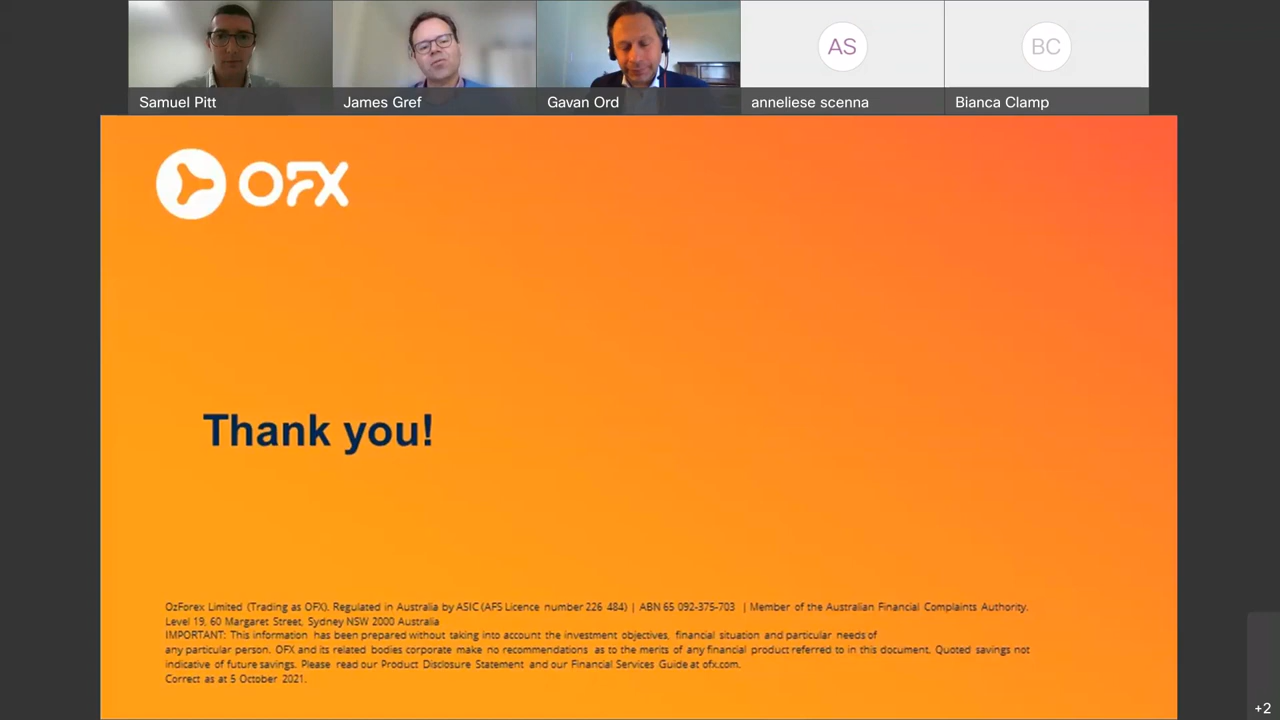 AS
BC
Samuel Pitt
James Gref
Gavan Ord
anneliese scenna
Bianca Clamp
OFX
Thank you!
OzForex Limited (Trading as OFX). Regulated in Australia by ASIC (AFS Licence number 226 484) | ABN 65 092-375-703 | Member of the Australian Financial Complaints Authority.
Level 19, 60 Margaret Street, Sydney NSW 2000 Australia
IMPORTANT: This information has been prepared without taking into account the investment objectives, financial situation and particular needs of
any particular person. OFX and its related bodies corporate make no recommendations as to the merits of any financial product referred to in this document. Quoted savings not
indicative of future savings. Please read our Product Disclosure Statement and our Financial Services Guide at ofx.com.
Correct as at 5 October 2021.
+2